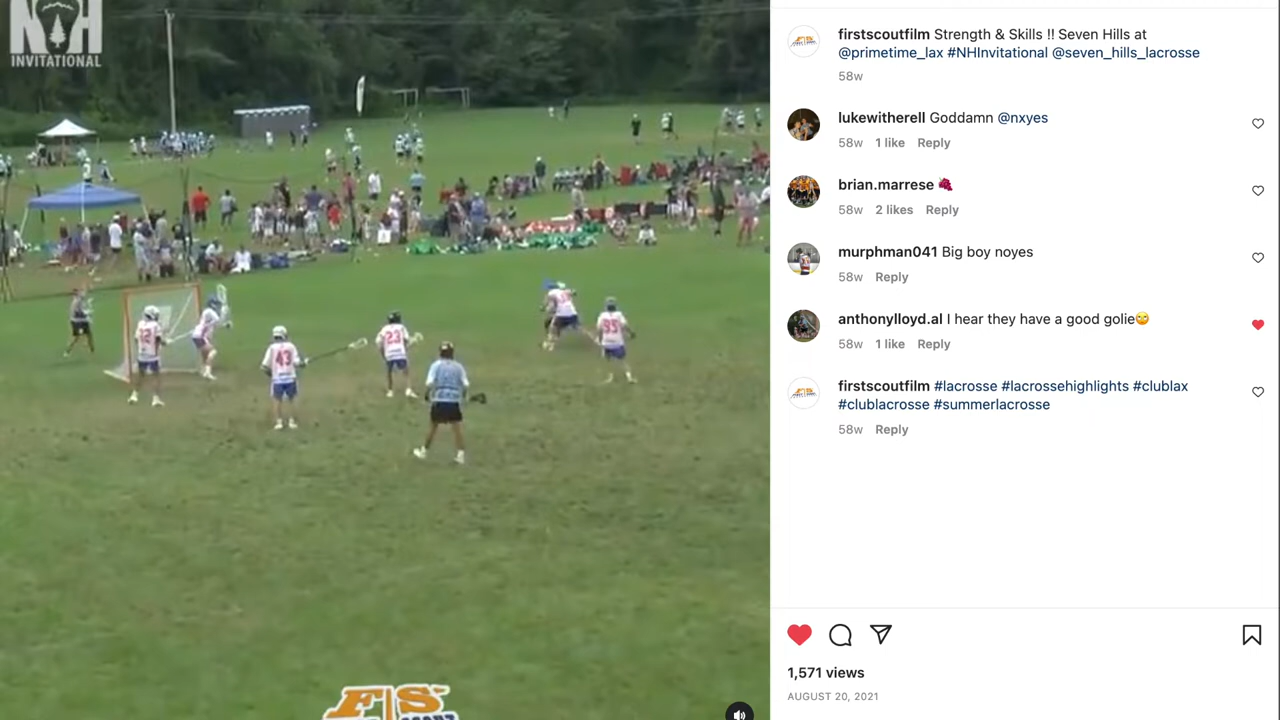 NH
INVITATIONAL
43
23
firstscoutfilm Strength & Skills !! Seven Hills at
@primetime_lax #NHInvitational @seven_hills_lacrosse
58w
lukewitherell Goddamn @nxyes
58w 1 like Reply
brian.marrese 🍇
58w 2 likes Reply
murphman041 Big boy noyes
58w Reply
anthonylloyd.al I hear they have a good golie🥴
58w 1 like Reply
firstscoutfilm #lacrosse #lacrossehighlights #clublax
#clublacrosse #summerlacrosse
58w Reply
1,571 views
AUGUST 20, 2021
FS